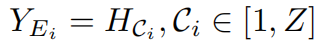 $Y_{E_i} = H_{\mathcal{C}_i}, \mathcal{C}_i \in [1, Z]$